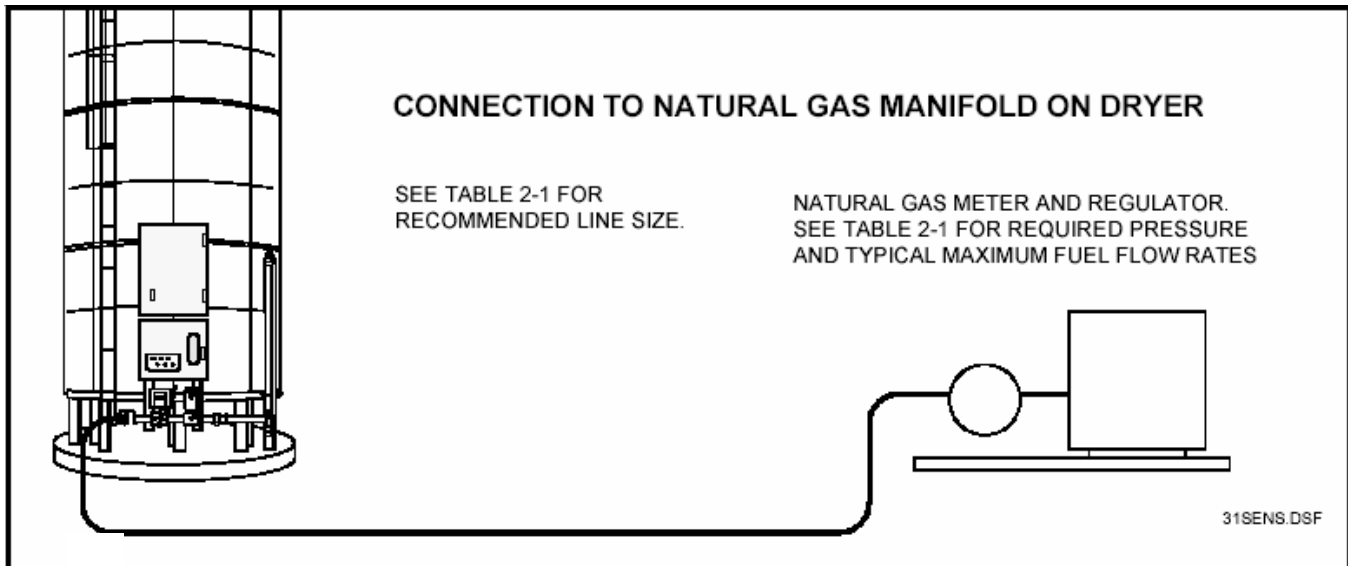 CONNECTION TO NATURAL GAS MANIFOLD ON DRYER
SEE TABLE 2-1 FOR
RECOMMENDED LINE SIZE.
NATURAL GAS METER AND REGULATOR.
SEE TABLE 2-1 FOR REQUIRED PRESSURE
AND TYPICAL MAXIMUM FUEL FLOW RATES
31SENS.DSF